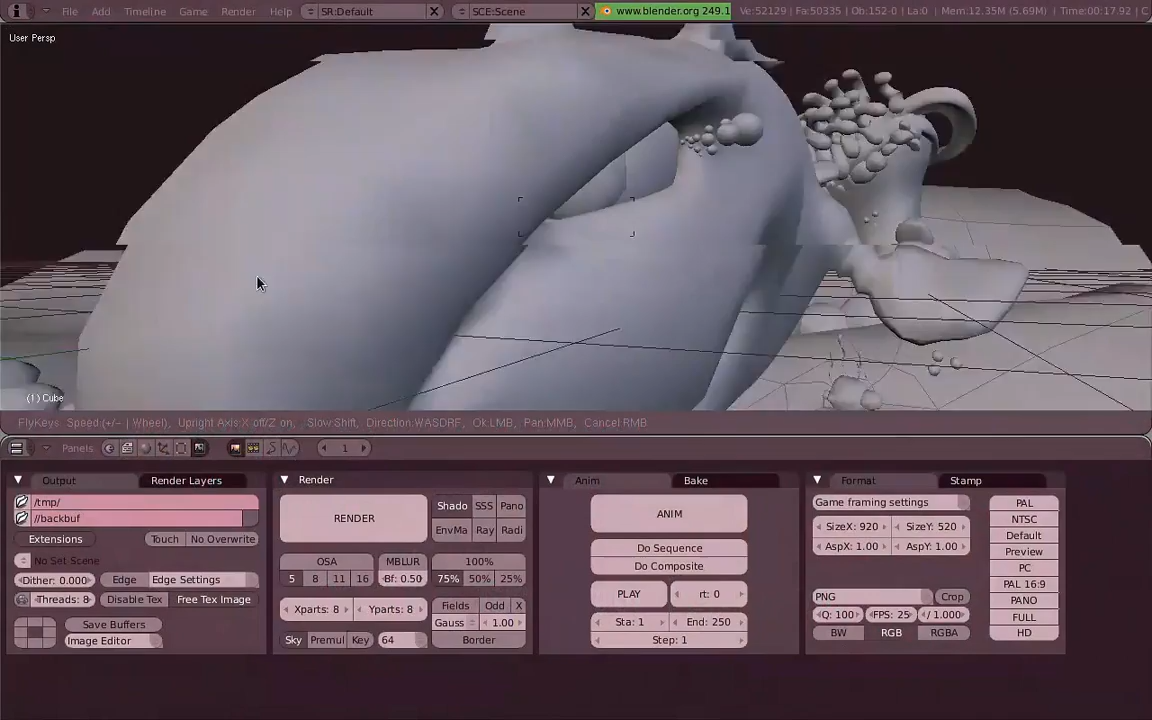 File Add Timeline Game Render Help SR:Default SCE:Scene www.blender.org 249.1 Ve:52129 | Fa:50335 | Ob:152-0 | La:0 | Mem:12.35M (5.69M) | Time:00:17.92 | C
User Persp
(1) Cube
FlyKeys Speed:(+/- | Wheel), Upright Axis:X off/Z on, Slow:Shift, Direction:WASDRF, Ok:LMB, Pan:MMB, Cancel RMB
Panels 1
Output Render Layers Render Anim Bake Format Stamp
/tmp/
//backbuf
Extensions Touch No Overwrite
No Set Scene
Dither: 0.000 Edge Edge Settings
Threads: 8 Disable Tex Free Tex Image
Save Buffers
Image Editor
RENDER Shado SSS Pano
EnvMa Ray Radi
OSA MBLUR 100%
5 8 11 16 Bf: 0.50 75% 50% 25%
Xparts: 8 Yparts: 8 Fields Odd X
Gauss 1.00
Sky Premul Key 64 Border
ANIM
Do Sequence
Do Composite
PLAY rt: 0
Sta: 1 End: 250
Step: 1
Game framing settings
SizeX: 920 SizeY: 520
AspX: 1.00 AspY: 1.00
PNG Crop
Q: 100 FPS: 25 / 1.000
BW RGB RGBA
PAL
NTSC
Default
Preview
PC
PAL 16:9
PANO
FULL
HD